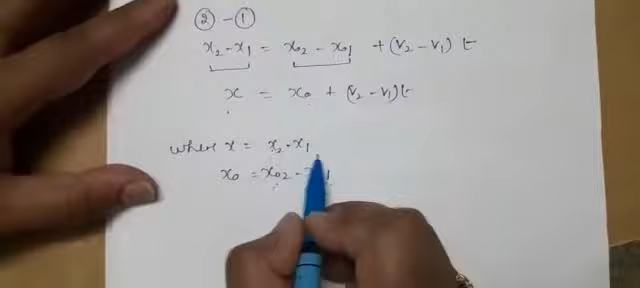 ② - ①
x₂ - x₁ = x₀₂ - x₀₁ + (v₂ - v₁) t
x = x₀ + (v₂ - v₁) t
where x = x₂ - x₁
x₀ = x₀₂ -